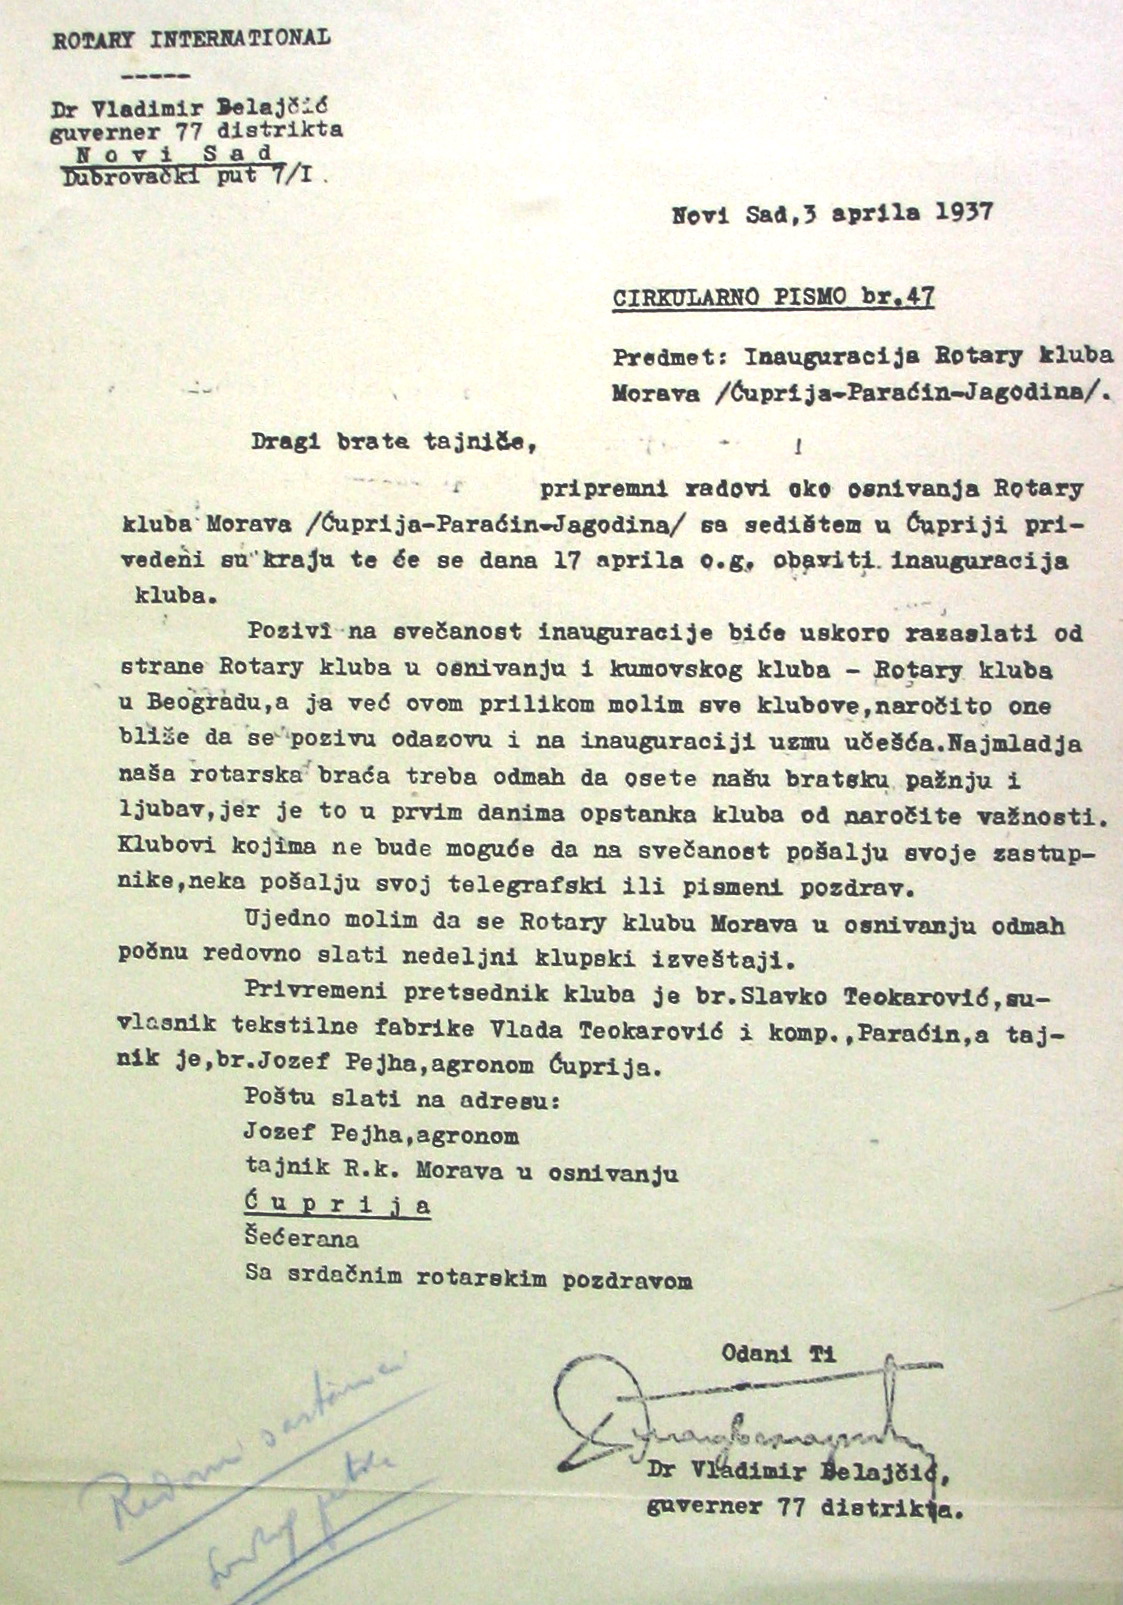 ROTARY INTERNATIONAL
-----
Dr Vladimir Belajčić
guverner 77 distrikta
N o v i  S a d
Dubrovački put 7/I.
Novi Sad,3 aprila 1937
CIRKULARNO PISMO br.47
Predmet: Inauguracija Rotary kluba
Morava /Ćuprija-Paraćin-Jagodina/.
Dragi brate tajniče,
pripremni radovi oko osnivanja Rotary
kluba Morava /Ćuprija-Paraćin-Jagodina/ sa sedištem u Ćupriji pri-
vedeni su kraju te će se dana 17 aprila o.g. obaviti inauguracija
kluba.
Pozivi na svečanost inauguracije biće uskoro razaslati od
strane Rotary kluba u osnivanju i kumovskog kluba - Rotary kluba
u Beogradu,a ja već ovom prilikom molim sve klubove,naročito one
bliže da se pozivu odazovu i na inauguraciji uzmu učešća.Najmladja
naša rotarska braća treba odmah da osete našu bratsku pažnju i
ljubav,jer je to u prvim danima opstanka kluba od naročite važnosti.
Klubovi kojima ne bude moguće da na svečanost pošalju svoje zastup-
nike,neka pošalju svoj telegrafski ili pismeni pozdrav.
Ujedno molim da se Rotary klubu Morava u osnivanju odmah
počnu redovno slati nedeljni klupski izveštaji.
Privremeni pretsednik kluba je br.Slavko Teokarović,su-
vlasnik tekstilne fabrike Vlada Teokarović i komp.,Paraćin,a taj-
nik je,br.Jozef Pejha,agronom Ćuprija.
Poštu slati na adresu:
Jozef Pejha,agronom
tajnik R.k. Morava u osnivanju
Ć u p r i j a
Šećerana
Sa srdačnim rotarskim pozdravom
Odani Ti
Dr Vladimir Belajčić,
guverner 77 distrikta.